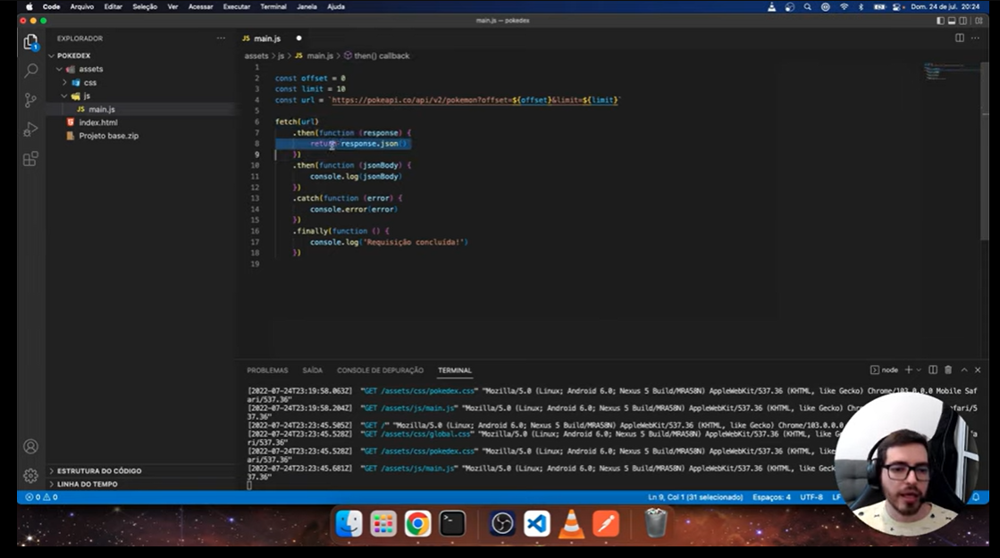 Code Arquivo Editar Seleção Ver Acessar Executar Terminal Janela Ajuda Dom. 24 de jul. 20:24
main.js — pokedex
EXPLORADOR
POKEDEX
assets
css
js
JS main.js
index.html
Projeto base.zip
ESTRUTURA DO CÓDIGO
LINHA DO TEMPO
JS main.js
assets > js > JS main.js > then() callback
1
2 const offset = 0
3 const limit = 10
4 const url = `https://pokeapi.co/api/v2/pokemon?offset=${offset}&limit=${limit}`
5
6 fetch(url)
7 .then(function (response) {
8 return response.json()
9 })
10 .then(function (jsonBody) {
11 console.log(jsonBody)
12 })
13 .catch(function (error) {
14 console.error(error)
15 })
16 .finally(function () {
17 console.log('Requisição concluída!')
18 })
19
PROBLEMAS SAÍDA CONSOLE DE DEPURAÇÃO TERMINAL node
[2022-07-24T23:19:58.063Z] "GET /assets/css/pokedex.css" "Mozilla/5.0 (Linux; Android 6.0; Nexus 5 Build/MRA58N) AppleWebKit/537.36 (KHTML, like Gecko) Chrome/103.0.0.0 Mobile Saf
ari/537.36"
[2022-07-24T23:19:58.204Z] "GET /assets/js/main.js" "Mozilla/5.0 (Linux; Android 6.0; Nexus 5 Build/MRA58N) AppleWebKit/537.36 (KHTML, like Gecko)
37.36"
[2022-07-24T23:23:45.505Z] "GET /" "Mozilla/5.0 (Linux; Android 6.0; Nexus 5 Build/MRA58N) AppleWebKit/537.36 (KHTML, like Gecko) Chrome/103.0.0.0
[2022-07-24T23:23:45.528Z] "GET /assets/css/global.css" "Mozilla/5.0 (Linux; Android 6.0; Nexus 5 Build/MRA58N) AppleWebKit/537.36 (KHTML, like Gecko)
ri/537.36"
[2022-07-24T23:23:45.528Z] "GET /assets/css/pokedex.css" "Mozilla/5.0 (Linux; Android 6.0; Nexus 5 Build/MRA58N) AppleWebKit/537.36 (KHTML, like Gecko)
ari/537.36"
[2022-07-24T23:23:45.681Z] "GET /assets/js/main.js" "Mozilla/5.0 (Linux; Android 6.0; Nexus 5 Build/MRA58N) AppleWebKit/537.36 (KHTML, like Gecko)
37.36"
0 0 Ln 9, Col 1 (31 selecionado) Espaços: 4 UTF-8 LF